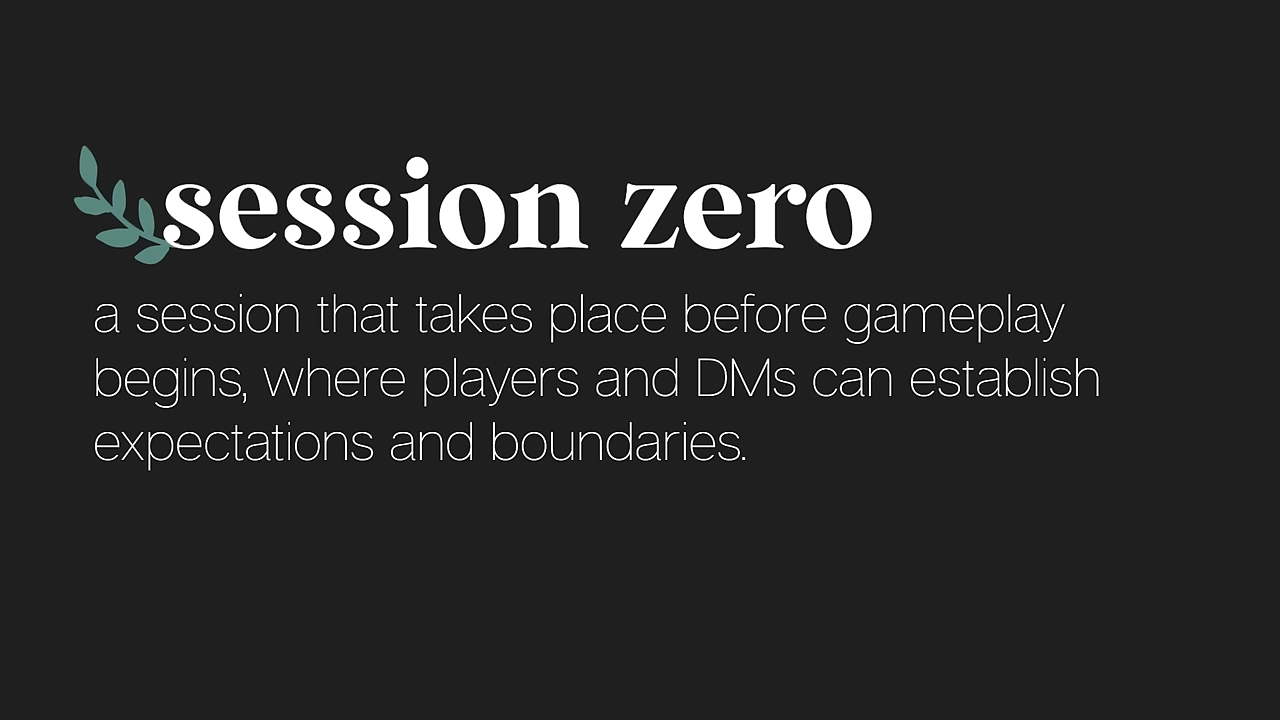 session zero
a session that takes place before gameplay
begins, where players and DMs can establish
expectations and boundaries.